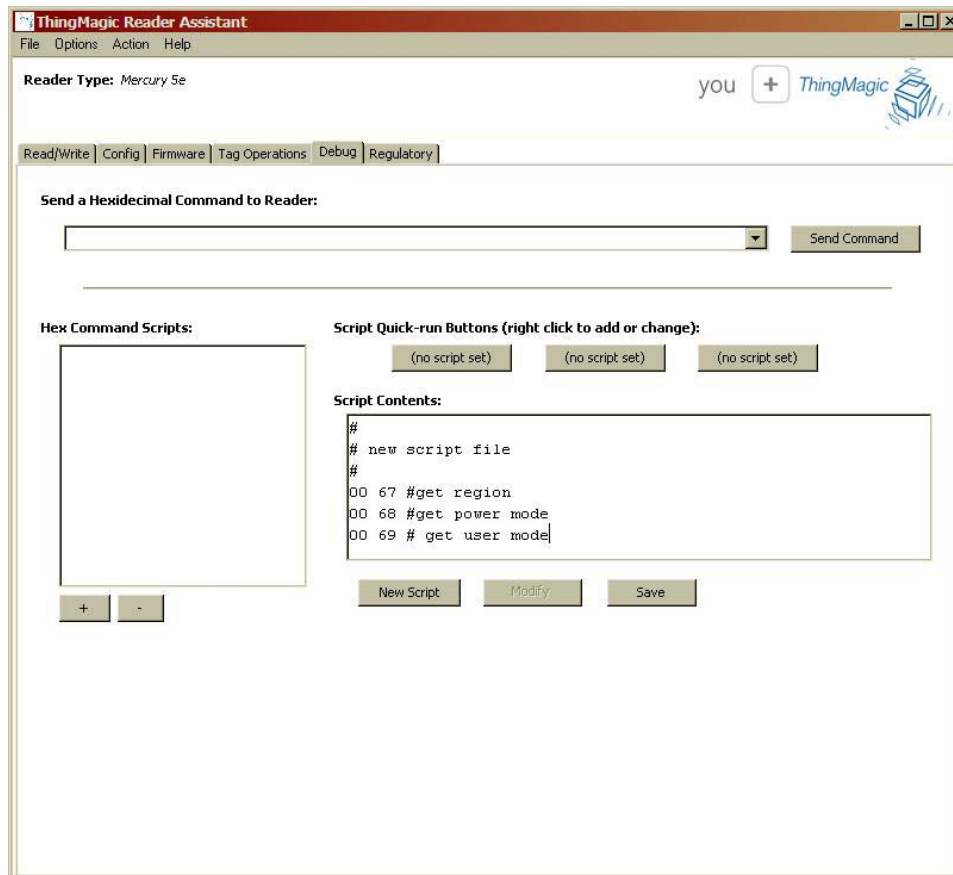 ThingMagic Reader Assistant
File Options Action Help
Reader Type: Mercury 5e
you + ThingMagic
Read/Write Config Firmware Tag Operations Debug Regulatory
Send a Hexidecimal Command to Reader:
Send Command
Hex Command Scripts:
Script Quick-run Buttons (right click to add or change):
(no script set) (no script set) (no script set)
Script Contents:
#
# new script file
#
00 67 #get region
00 68 #get power mode
00 69 # get user mode
New Script Modify Save
+ -